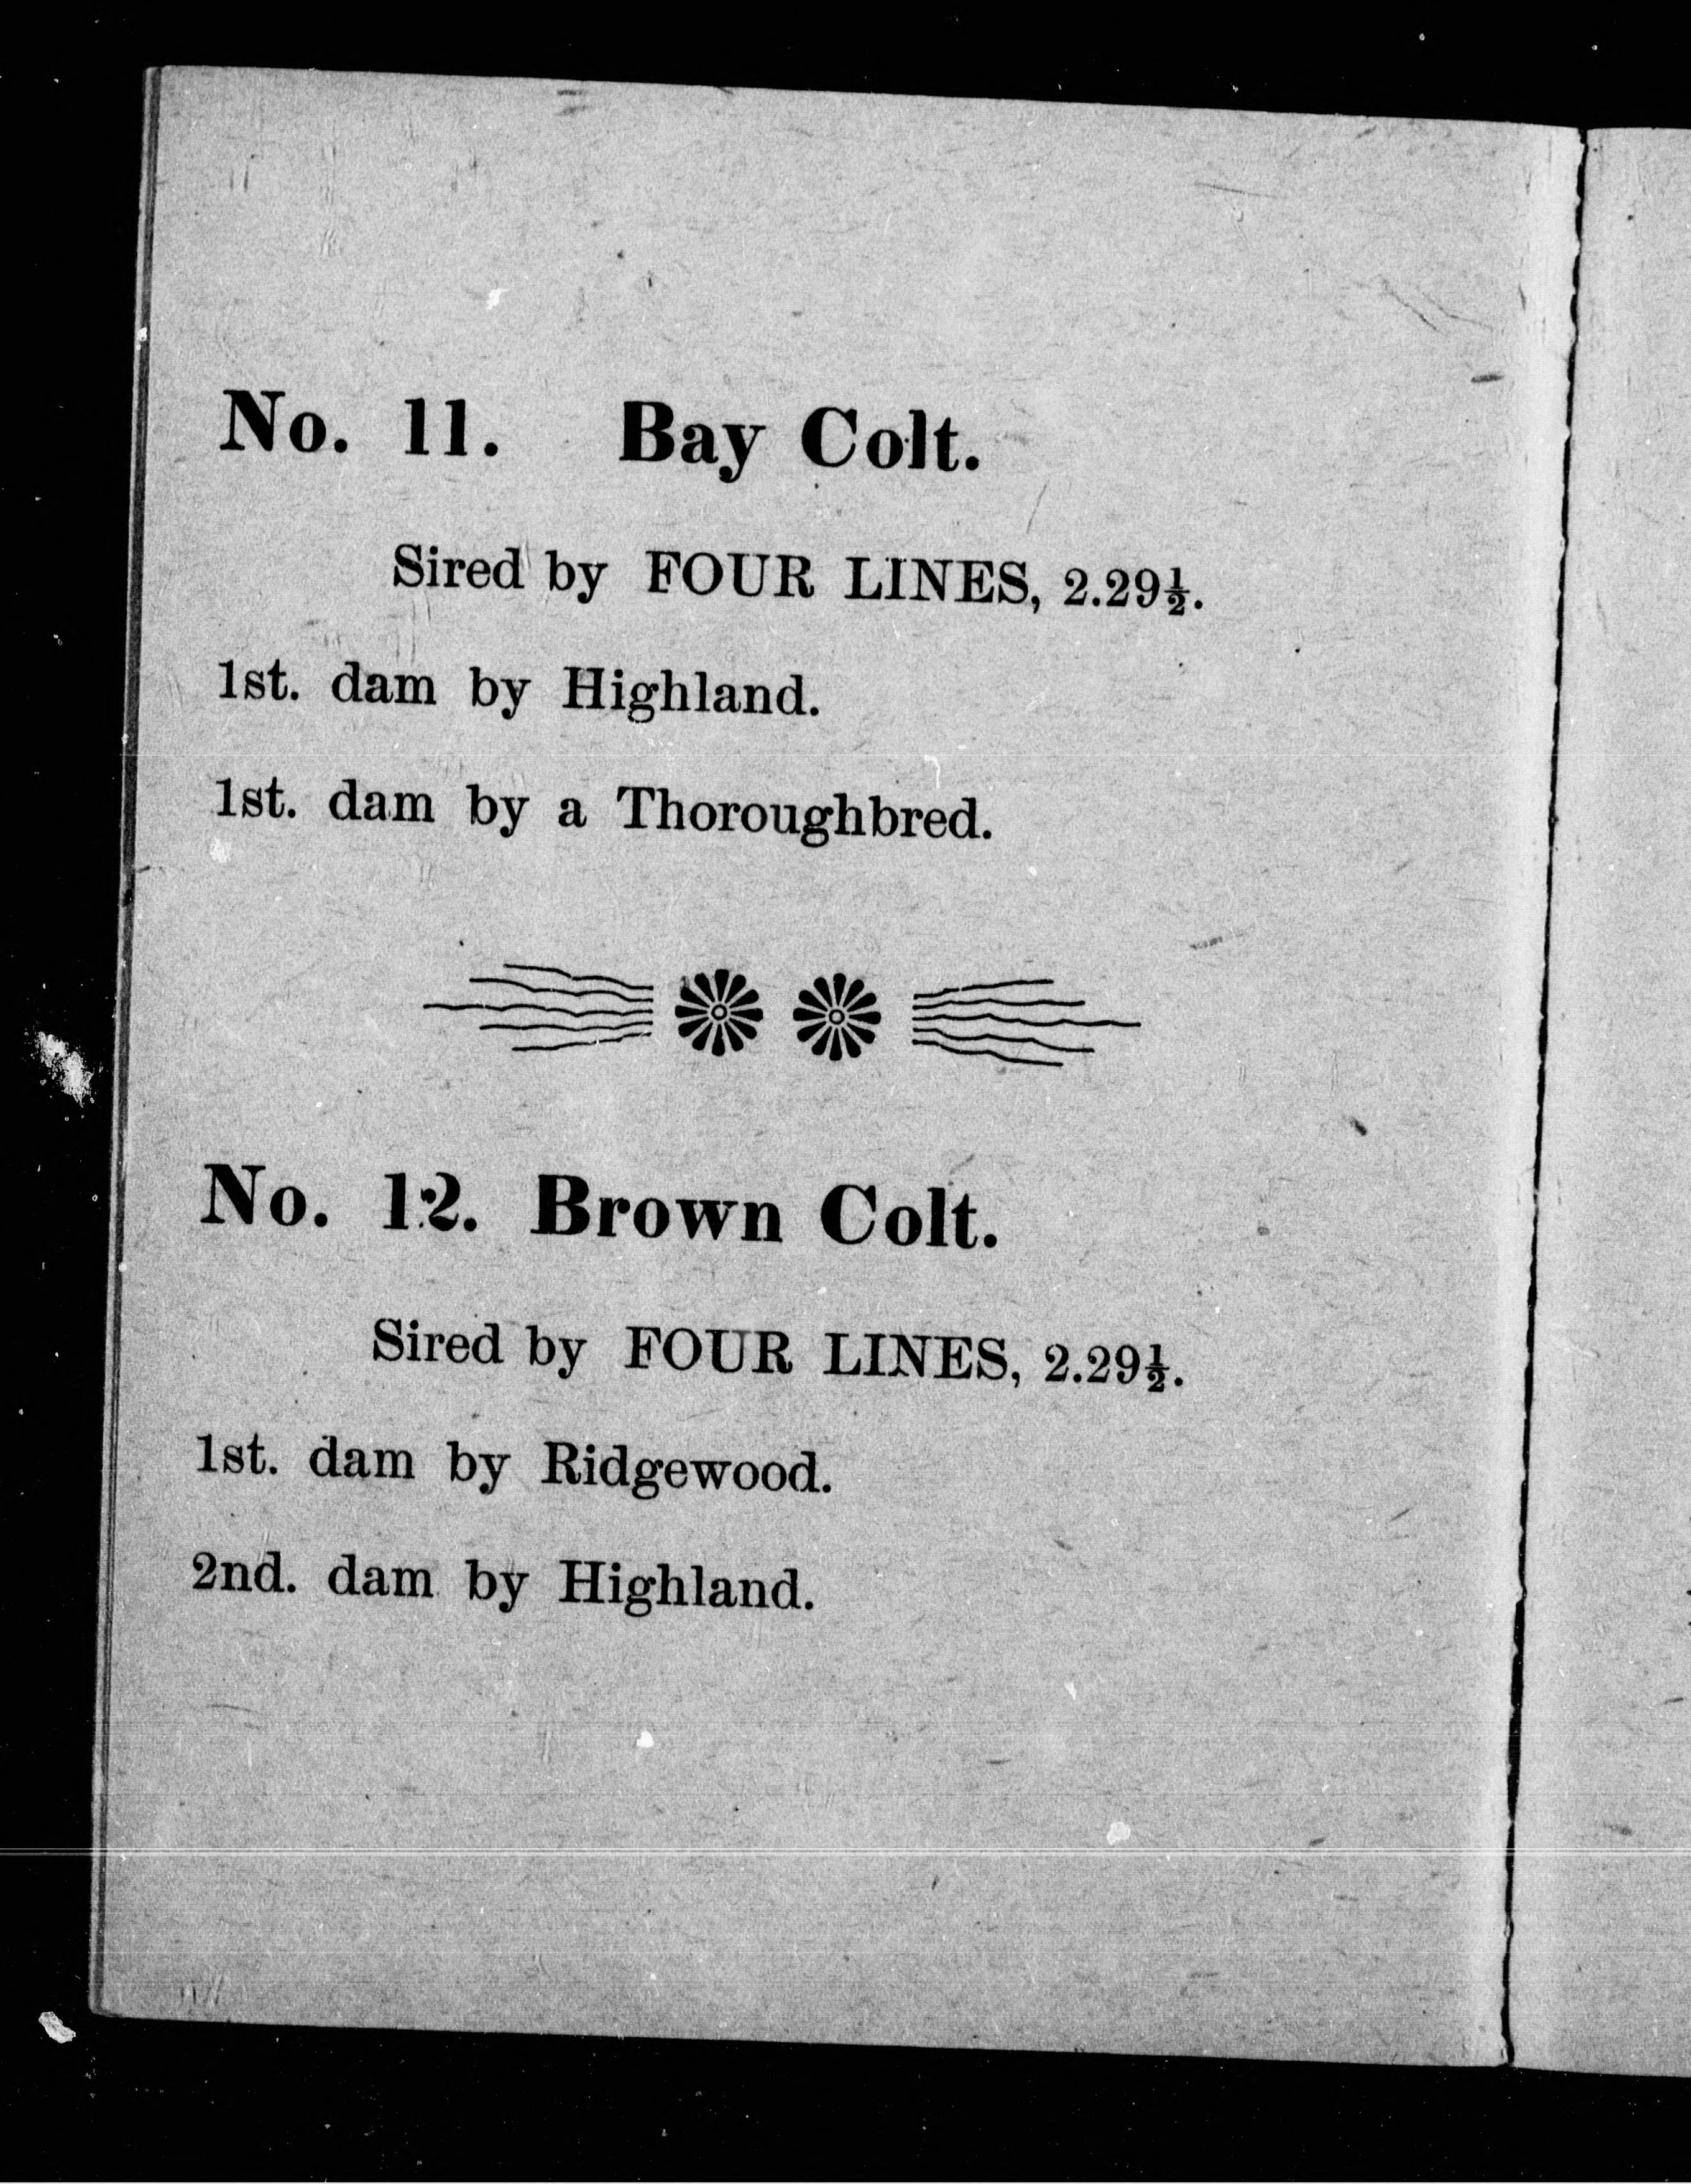 No. 11. Bay Colt.
Sired by FOUR LINES, 2.29½.
1st. dam by Highland.
1st. dam by a Thoroughbred.
No. 12. Brown Colt.
Sired by FOUR LINES, 2.29½.
1st. dam by Ridgewood.
2nd. dam by Highland.